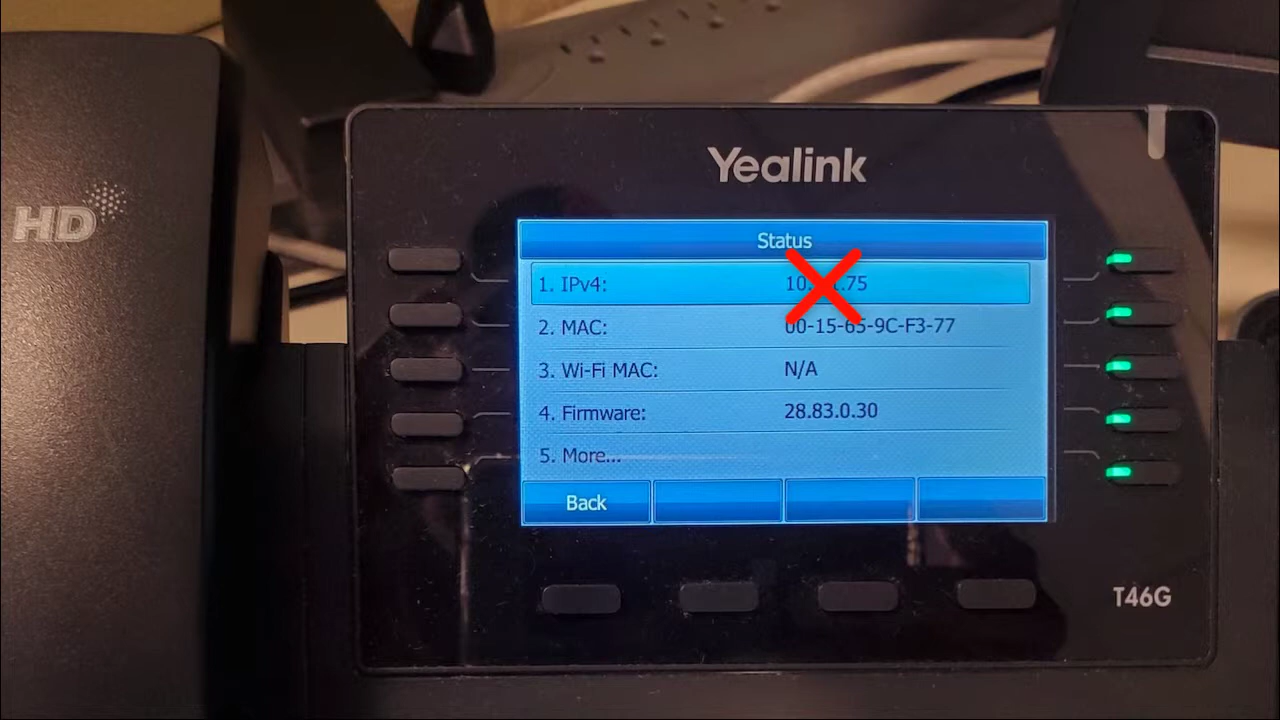 HD
Yealink
Status
1. IPv4: .75
2. MAC: 00-15-65-9C-F3-77
3. Wi-Fi MAC: N/A
4. Firmware: 28.83.0.30
5. More...
Back
T46G